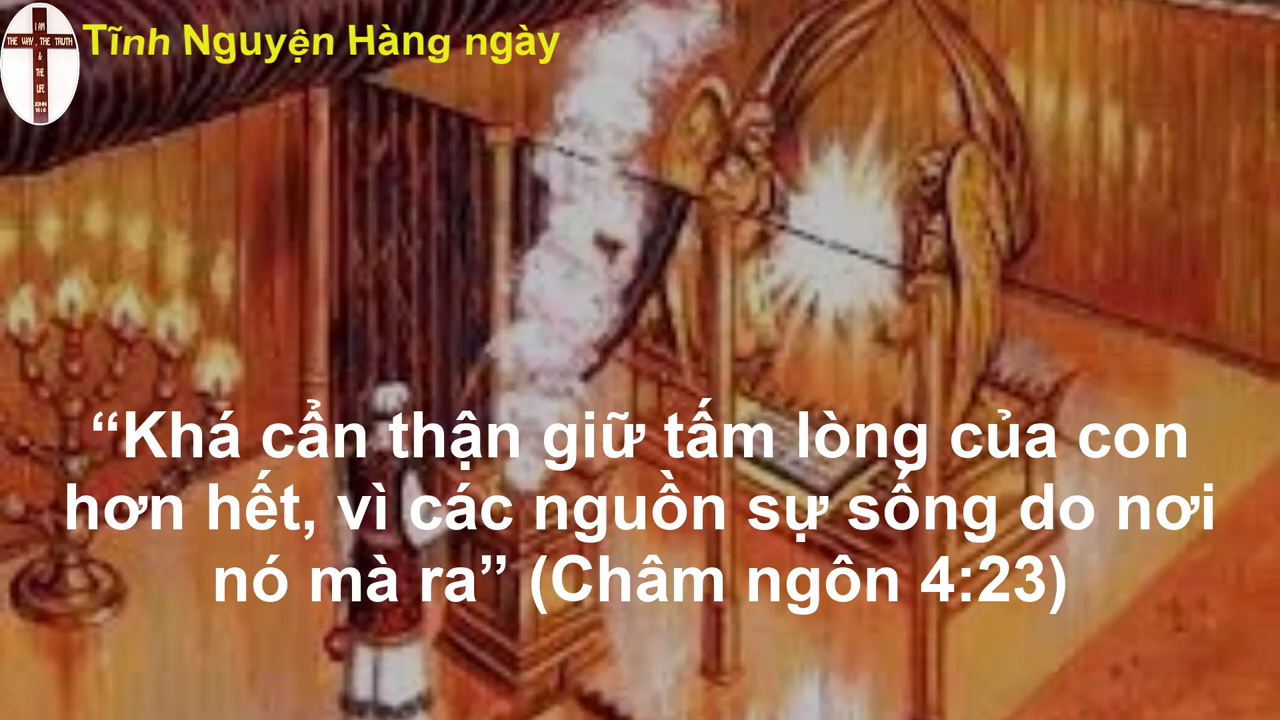 I AM
THE WAY, THE TRUTH
&
THE
LIFE
JOHN
Tĩnh Nguyện Hàng ngày
“Khá cẩn thận giữ tấm lòng của con
hơn hết, vì các nguồn sự sống do nơi
nó mà ra” (Châm ngôn 4:23)